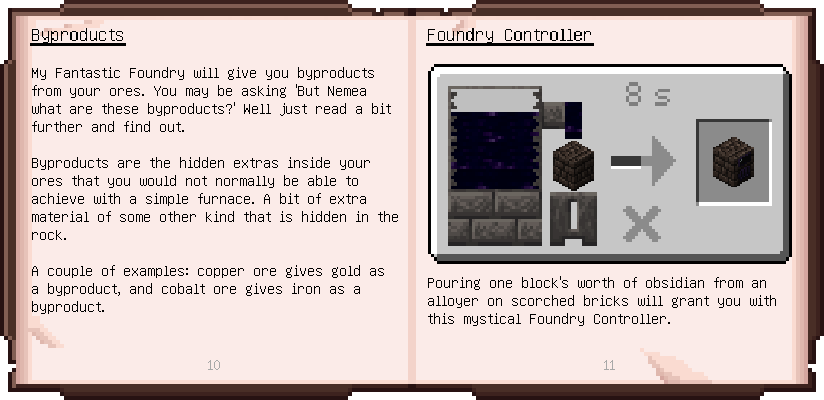 Byproducts
My Fantastic Foundry will give you byproducts
from your ores. You may be asking 'But Nemea
what are these byproducts?' Well just read a bit
further and find out.
Byproducts are the hidden extras inside your
ores that you would not normally be able to
achieve with a simple furnace. A bit of extra
material of some other kind that is hidden in the
rock.
A couple of examples: copper ore gives gold as
a byproduct, and cobalt ore gives iron as a
byproduct.
10
Foundry Controller
8 s
Pouring one block's worth of obsidian from an
alloyer on scorched bricks will grant you with
this mystical Foundry Controller.
11